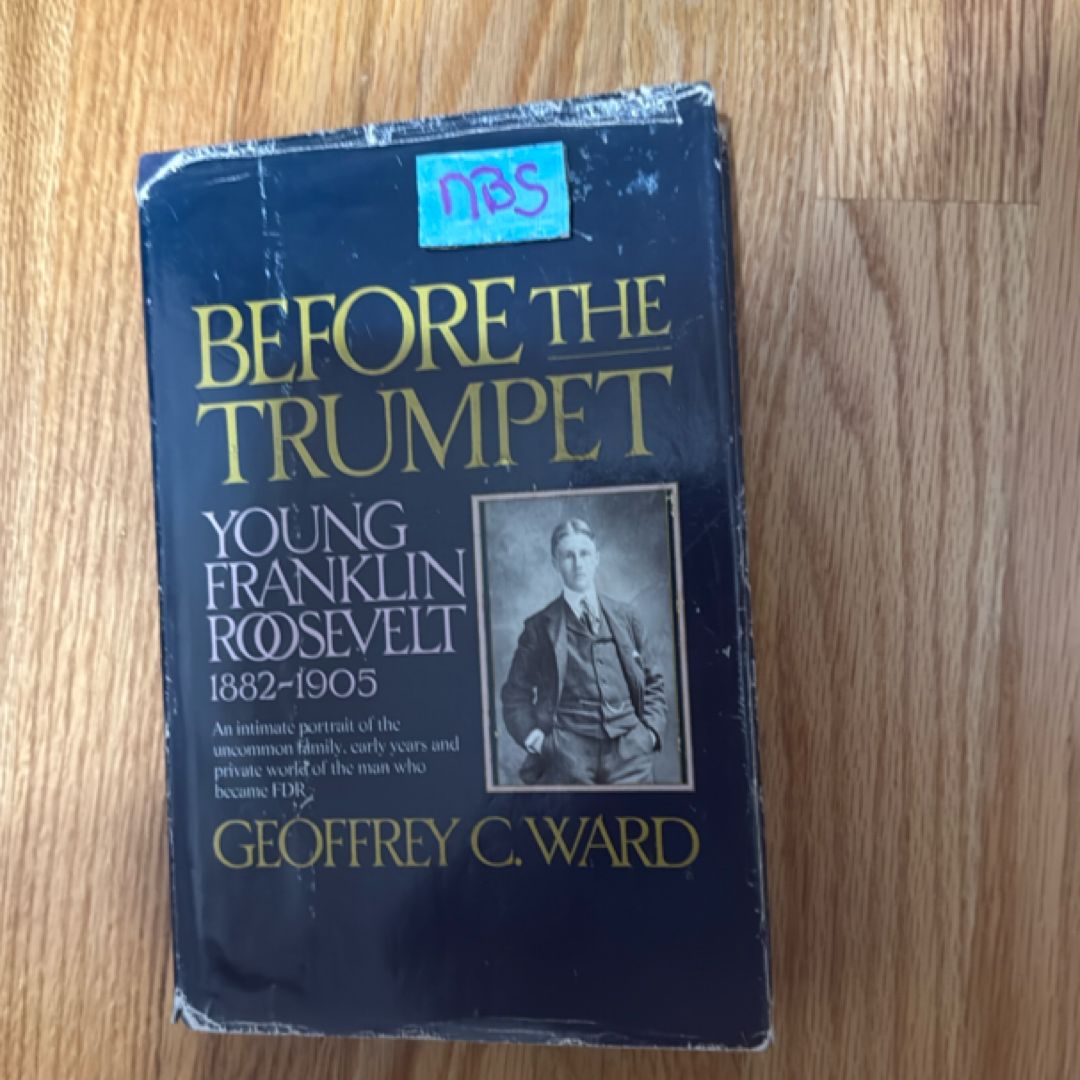 nBS
BEFORE THE
TRUMPET
YOUNG
FRANKLIN
ROOSEVELT
1882-1905
An intimate portrait of the
uncommon family, early years and
private world of the man who
became FDR
GEOFFREY C. WARD